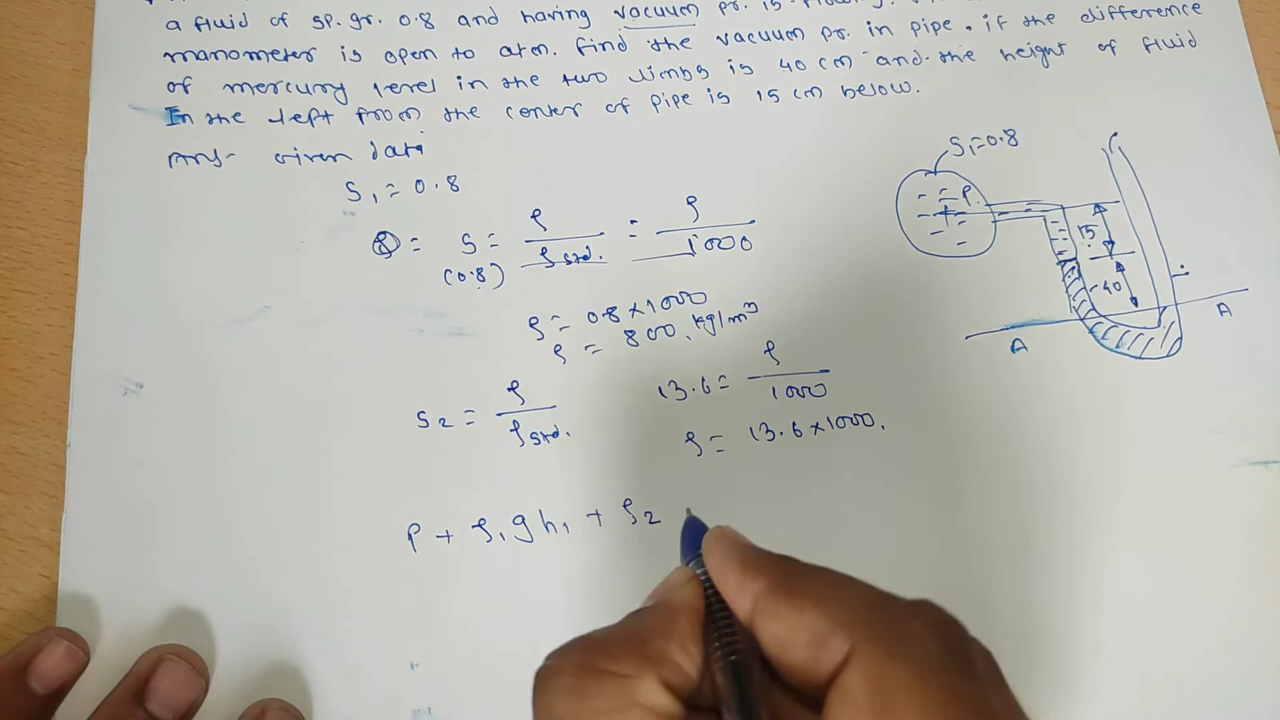 a fluid of sp. gr. 0.8 and having vacuum pr. is flowing.
manometer is open to atm. find the vacuum pr. in pipe. if the difference
of mercury level in the two limbs is 40 cm and the height of fluid
In the left from the center of pipe is 15 cm below.
Ans- Given data
S₁ = 0.8
S = ρ / ρ std. = ρ / 1000
(0.8)
ρ = 0.8 × 1000
ρ = 800. kg/m³
S₂ = ρ / ρ std.
13.6 = ρ / 1000
ρ = 13.6 × 1000.
P + ρ₁gh₁ + ρ₂
S₁ = 0.8
P.
15
40
A
A